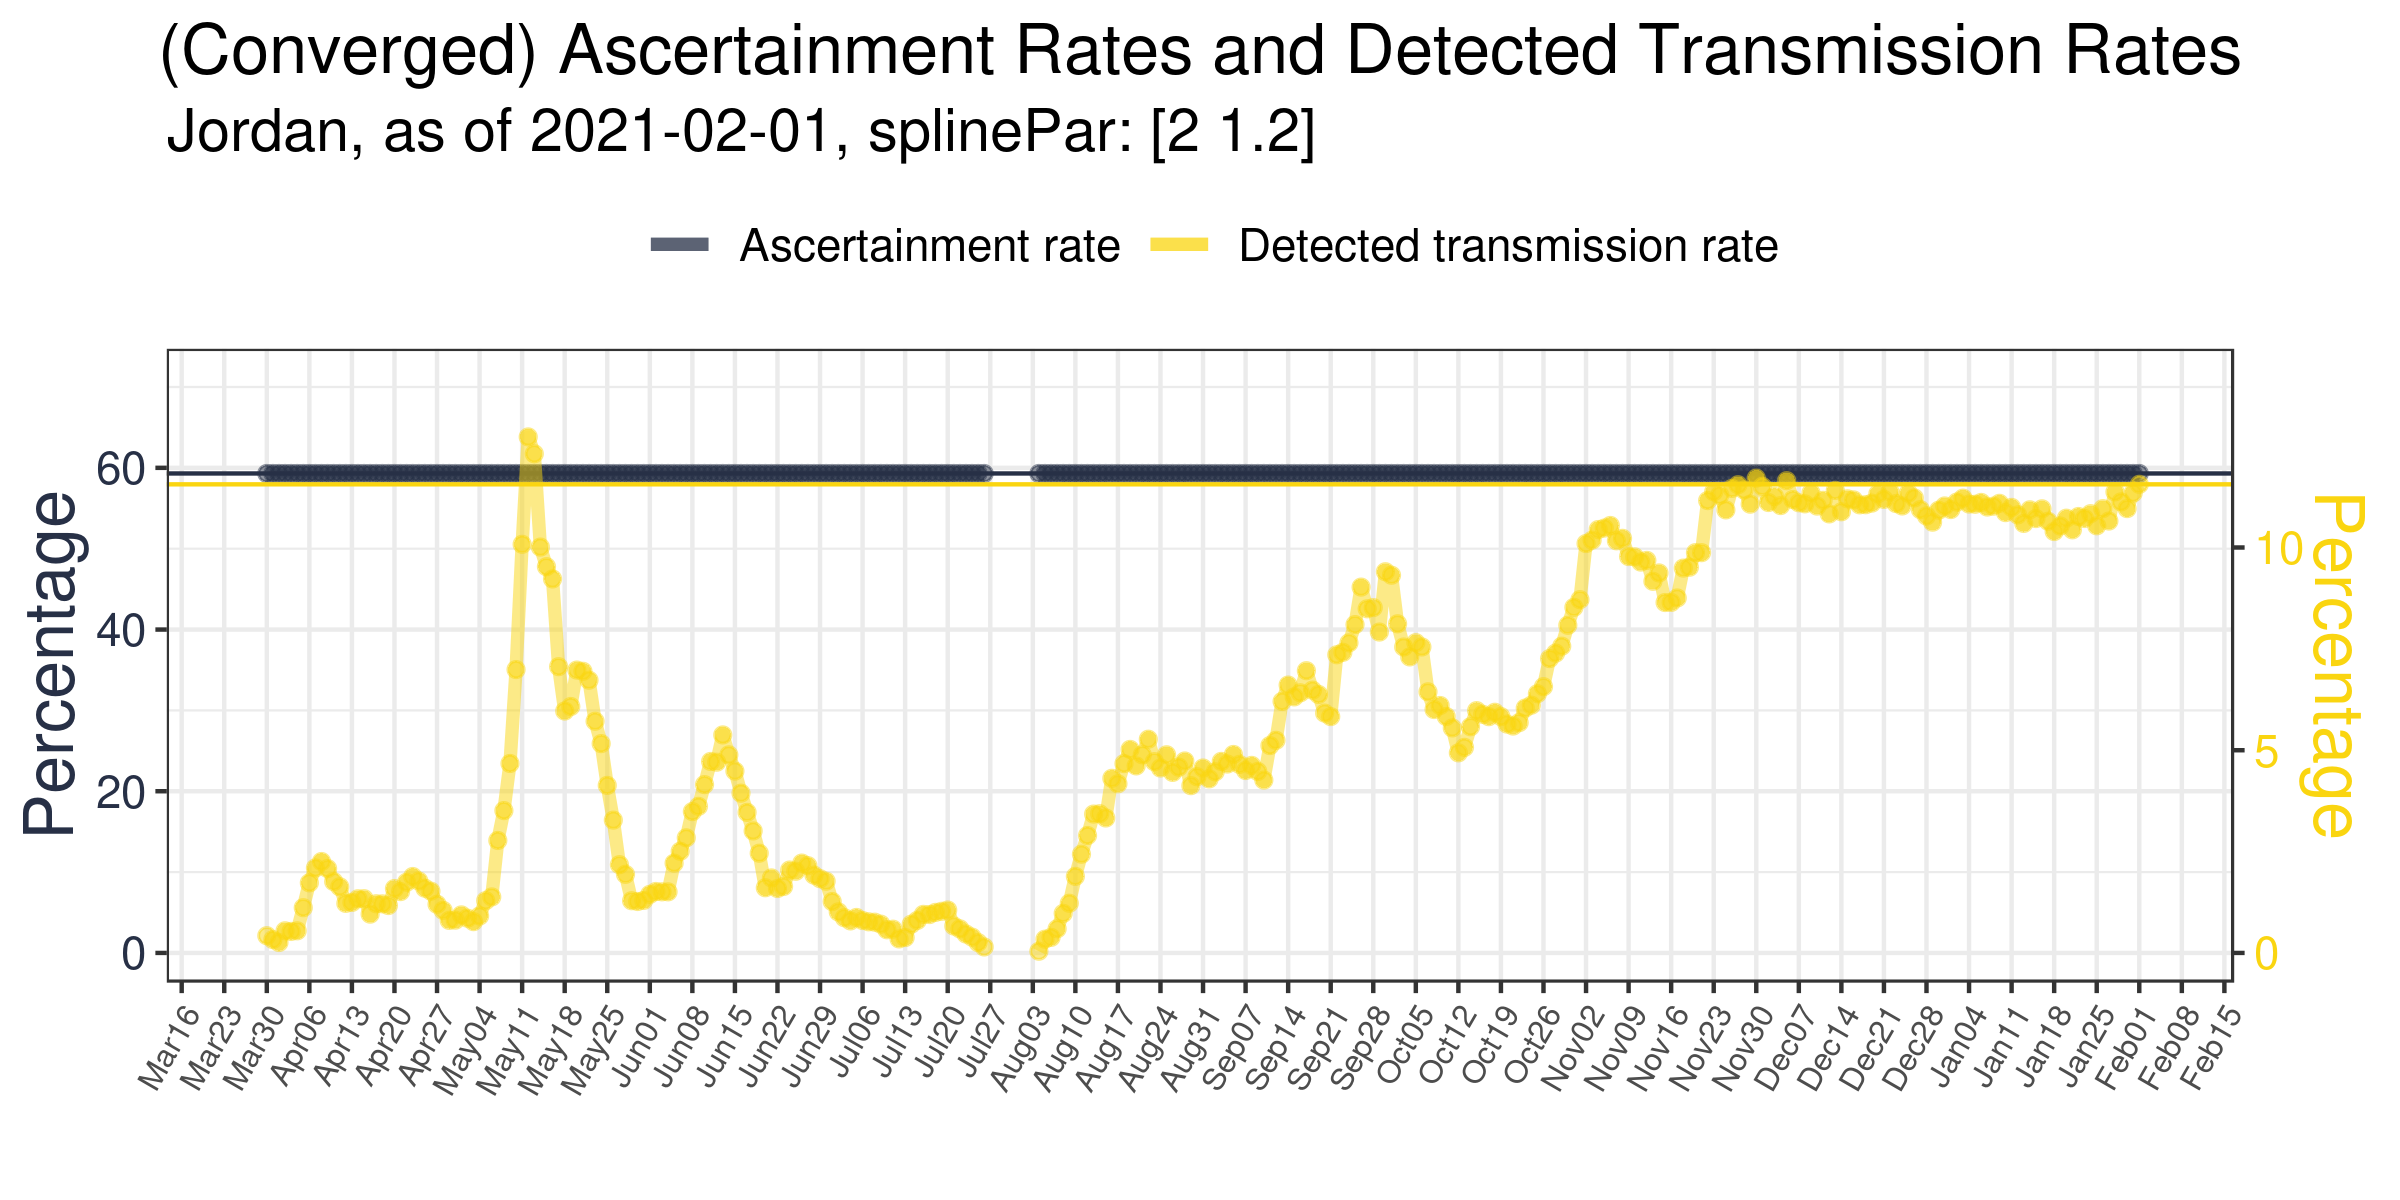 (Converged) Ascertainment Rates and Detected Transmission Rates
Jordan, as of 2021-02-01, splinePar: [2 1.2]
Ascertainment rate Detected transmission rate
Percentage
60
40
20
0
10
5
0
Percentage
Mar16 Mar23 Mar30 Apr06 Apr13 Apr20 Apr27 May04 May11 May18 May25 Jun01 Jun08 Jun15 Jun22 Jun29 Jul06 Jul13 Jul20 Jul27 Aug03 Aug10 Aug17 Aug24 Aug31 Sep07 Sep14 Sep21 Sep28 Oct05 Oct12 Oct19 Oct26 Nov02 Nov09 Nov16 Nov23 Nov30 Dec07 Dec14 Dec21 Dec28 Jan04 Jan11 Jan18 Jan25 Feb01 Feb08 Feb15